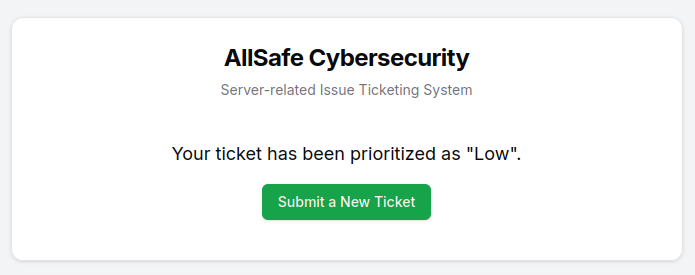 AllSafe Cybersecurity
Server-related Issue Ticketing System
Your ticket has been prioritized as "Low".
Submit a New Ticket